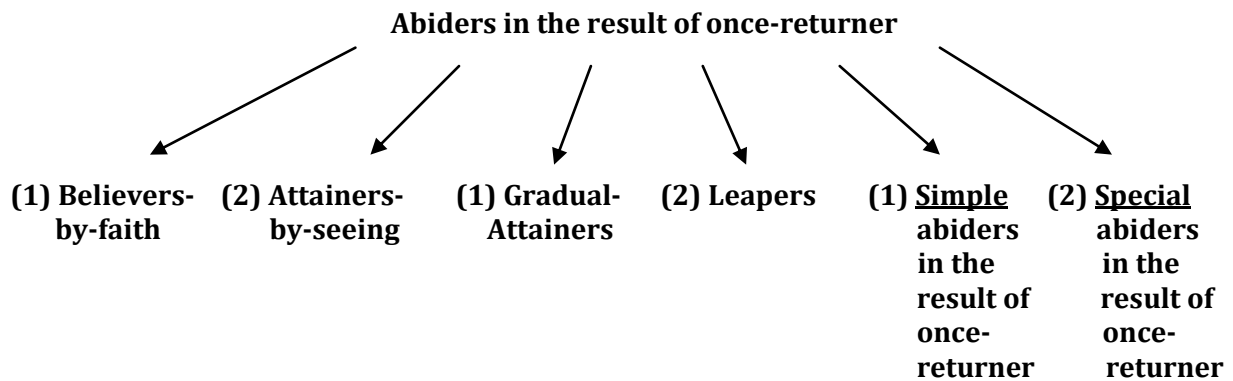 Abiders in the result of once-returner
(1) Believers-by-faith
(2) Attainers-by-seeing
(1) Gradual-Attainers
(2) Leapers
(1) Simple
abiders
in the
result of
once-
returner
(2) Special
abiders
in the
result of
once-
returner